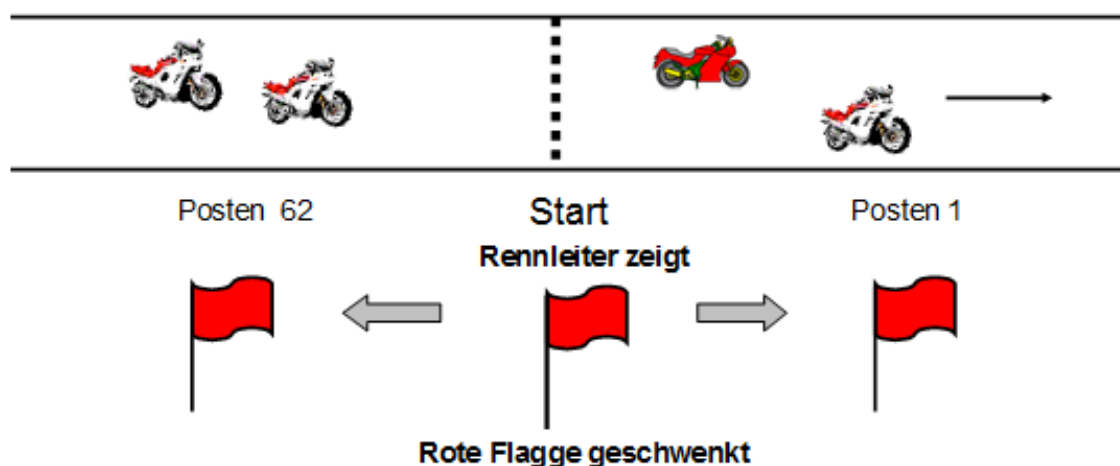 Posten 62
Start
Posten 1
Rennleiter zeigt
Rote Flagge geschwenkt